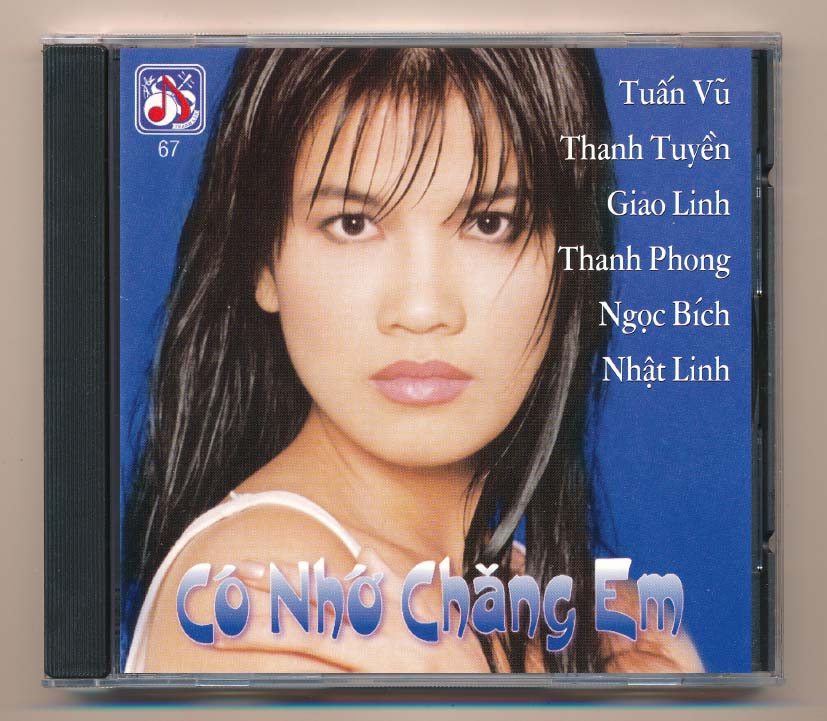 67
Tuấn Vũ
Thanh Tuyền
Giao Linh
Thanh Phong
Ngọc Bích
Nhật Linh
Có Nhớ Chăng Em